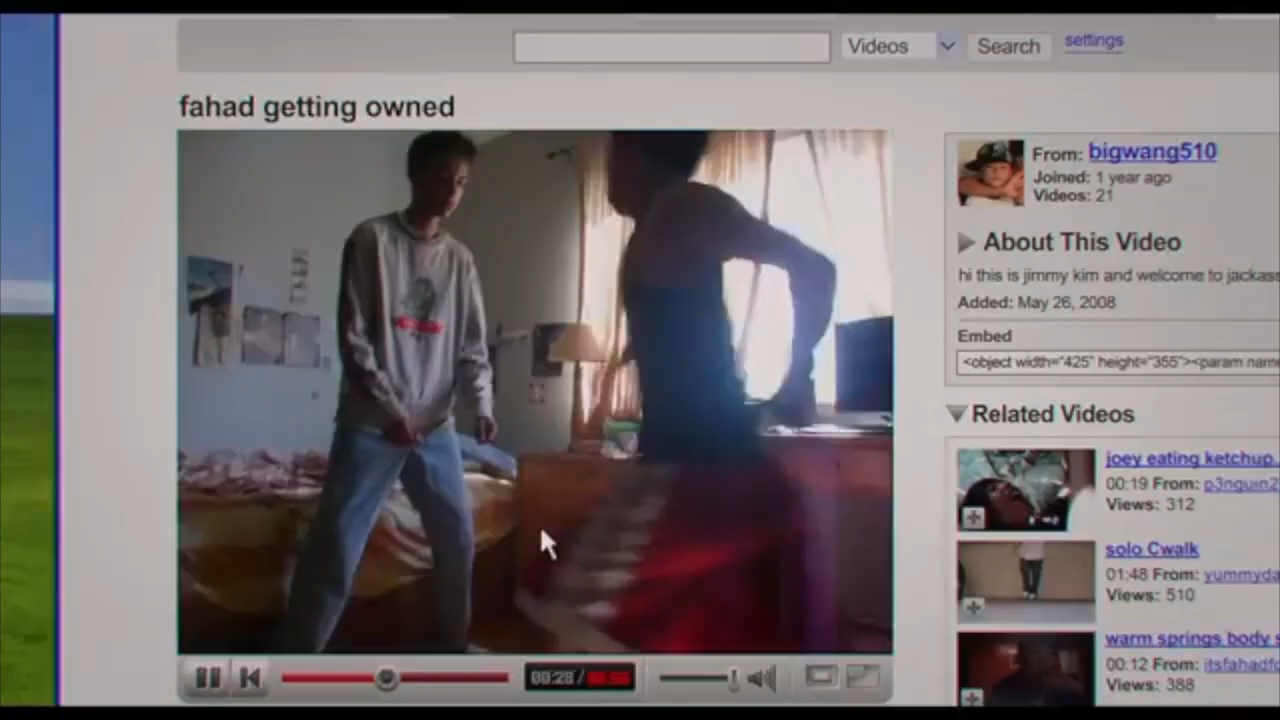 Videos
Search
settings
fahad getting owned
From: bigwang510
Joined: 1 year ago
Videos: 21
About This Video
hi this is jimmy kim and welcome to jackass
Added: May 26, 2008
Embed
<object width="425" height="355"><param name
Related Videos
joey eating ketchup.
00:19 From: p3nguin2
Views: 312
solo Cwalk
01:48 From: yummyda
Views: 510
warm springs body s
00:12 From: itsfahadfo
Views: 388
00:28 /